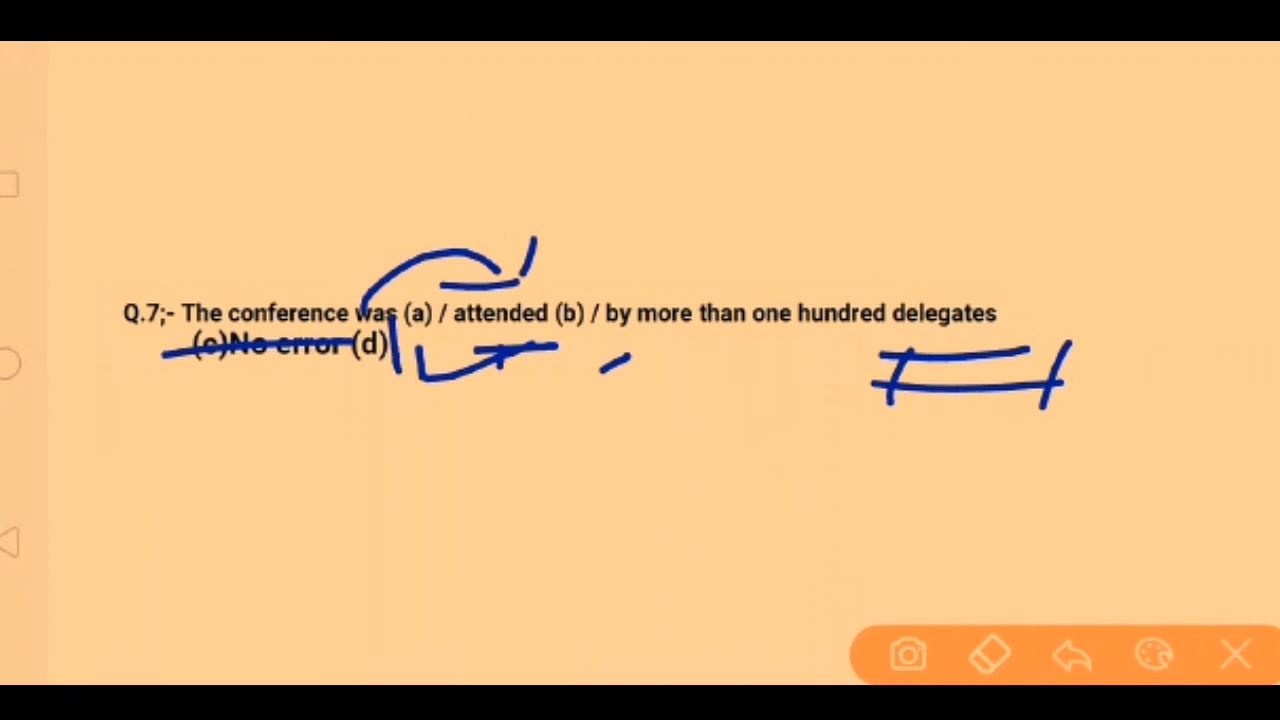 Q.7;- The conference was (a) / attended (b) / by more than one hundred delegates
(c)No error (d)